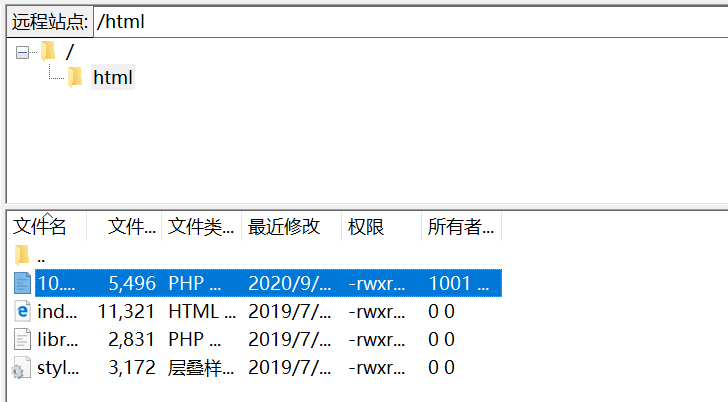 远程站点: /html
/
html
文件名 文件... 文件类... 最近修改 权限 所有者...
..
10.... 5,496 PHP ... 2020/9/... -rwxr... 1001 ...
ind... 11,321 HTML ... 2019/7/... -rwxr... 0 0
libr... 2,831 PHP ... 2019/7/... -rwxr... 0 0
styl... 3,172 层叠样... 2019/7/... -rwxr... 0 0